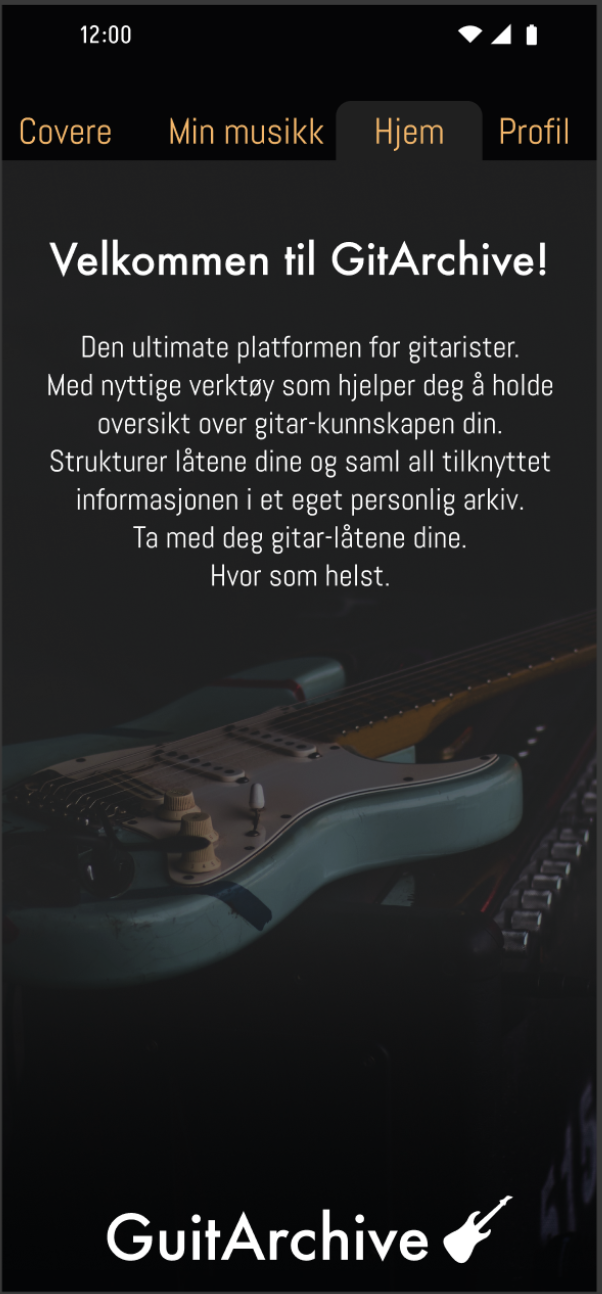 12:00
Covere Min musikk Hjem Profil
Velkommen til GitArchive!
Den ultimate platformen for gitarister.
Med nyttige verktøy som hjelper deg å holde
oversikt over gitar-kunnskapen din.
Strukturer låtene dine og saml all tilknyttet
informasjonen i et eget personlig arkiv.
Ta med deg gitar-låtene dine.
Hvor som helst.
GuitArchive